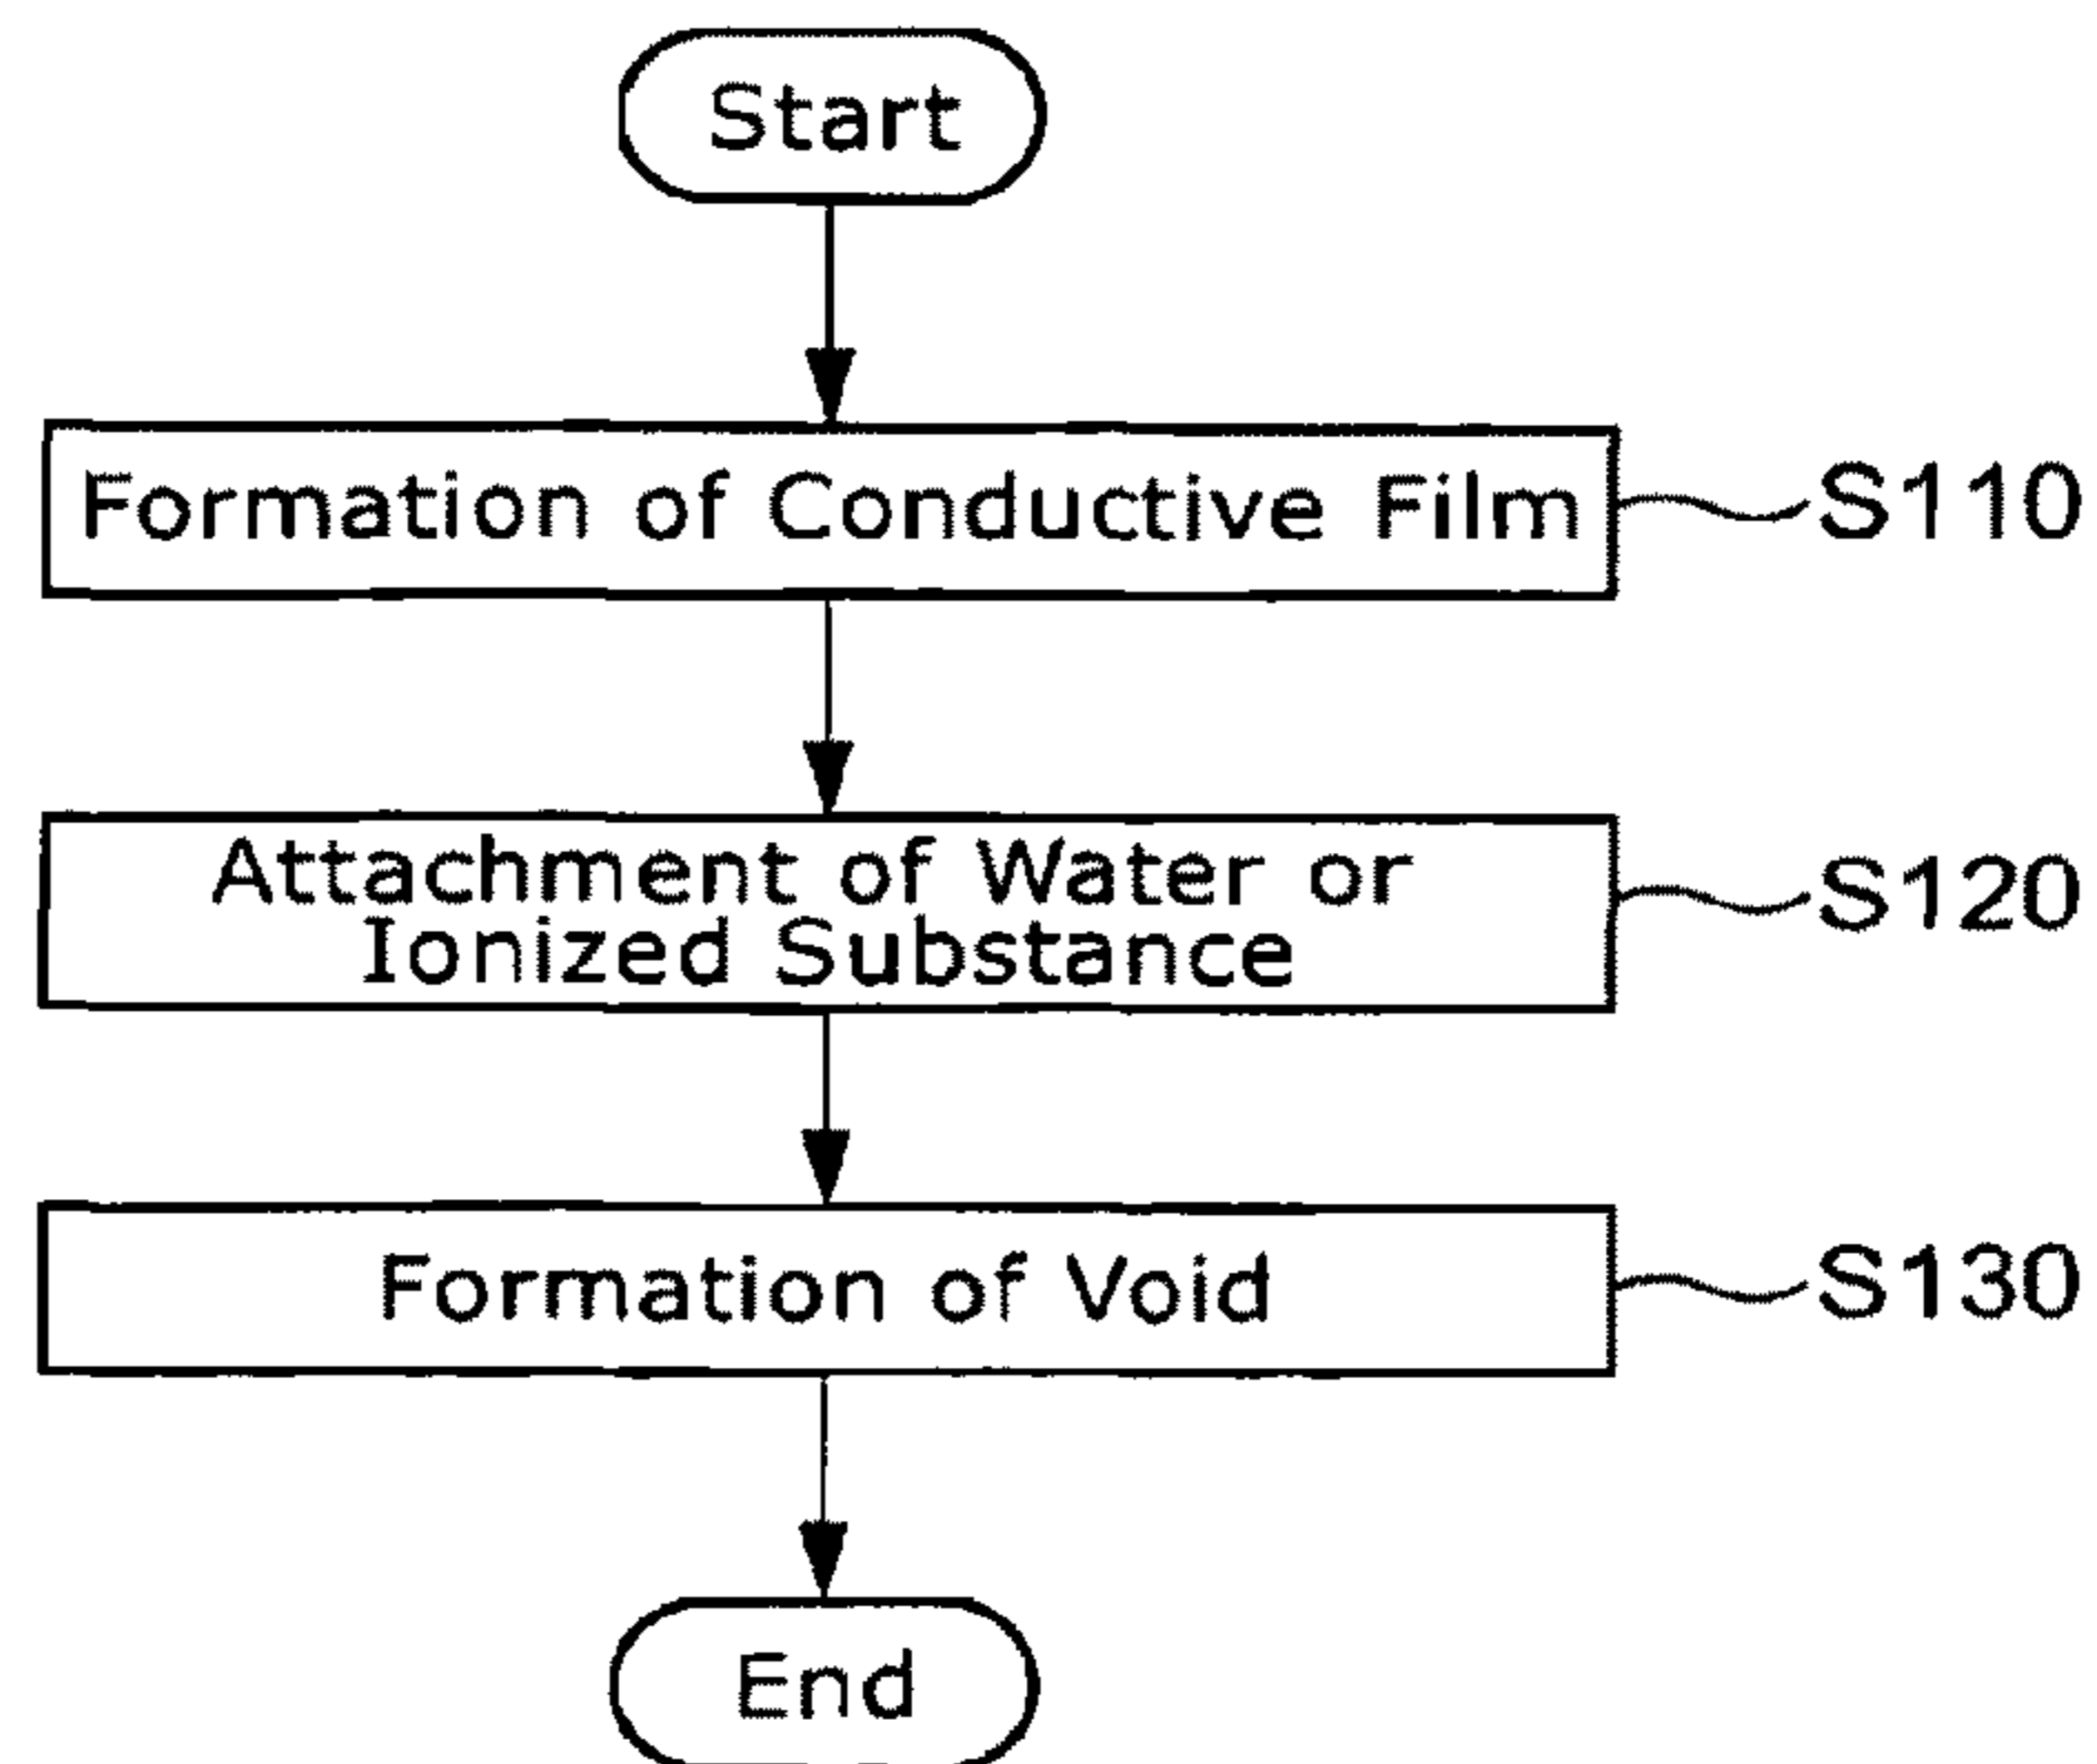 Start
Formation of Conductive Film
S110
Attachment of Water or
Ionized Substance
S120
Formation of Void
S130
End